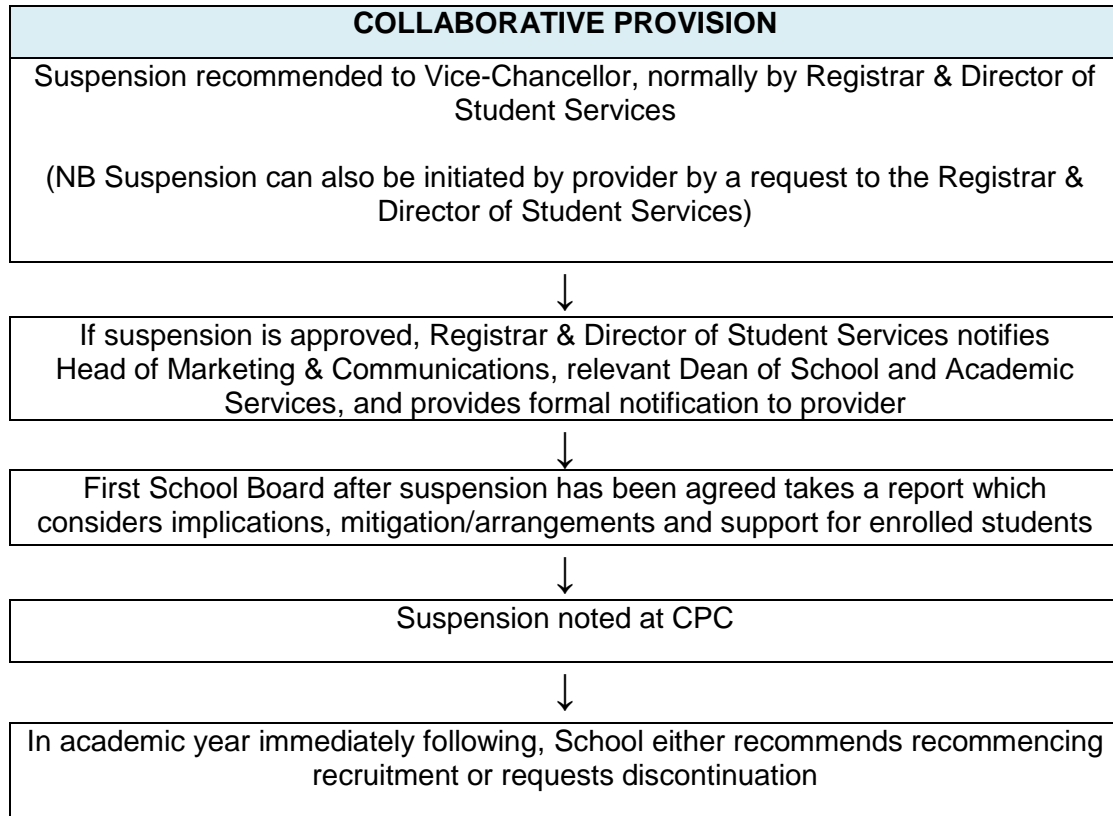 COLLABORATIVE PROVISION
Suspension recommended to Vice-Chancellor, normally by Registrar & Director of
Student Services
(NB Suspension can also be initiated by provider by a request to the Registrar &
Director of Student Services)
↓
If suspension is approved, Registrar & Director of Student Services notifies
Head of Marketing & Communications, relevant Dean of School and Academic
Services, and provides formal notification to provider
↓
First School Board after suspension has been agreed takes a report which
considers implications, mitigation/arrangements and support for enrolled students
↓
Suspension noted at CPC
↓
In academic year immediately following, School either recommends recommencing
recruitment or requests discontinuation